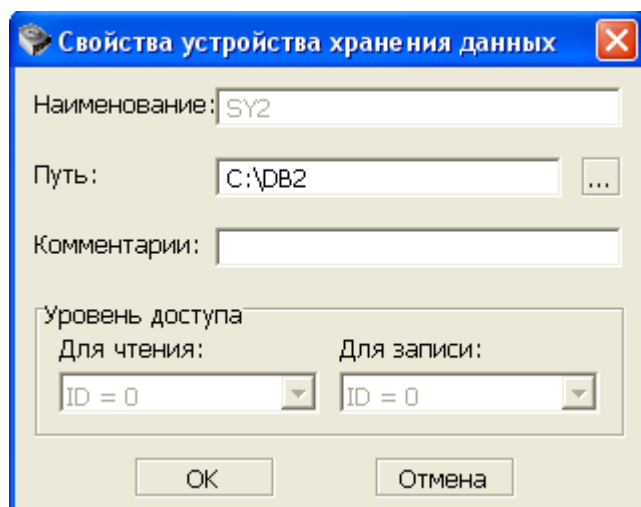 Свойства устройства хранения данных
Наименование: SY2
Путь: C:\DB2 ...
Комментарии:
Уровень доступа
Для чтения: Для записи:
ID = 0 ID = 0
OK Отмена